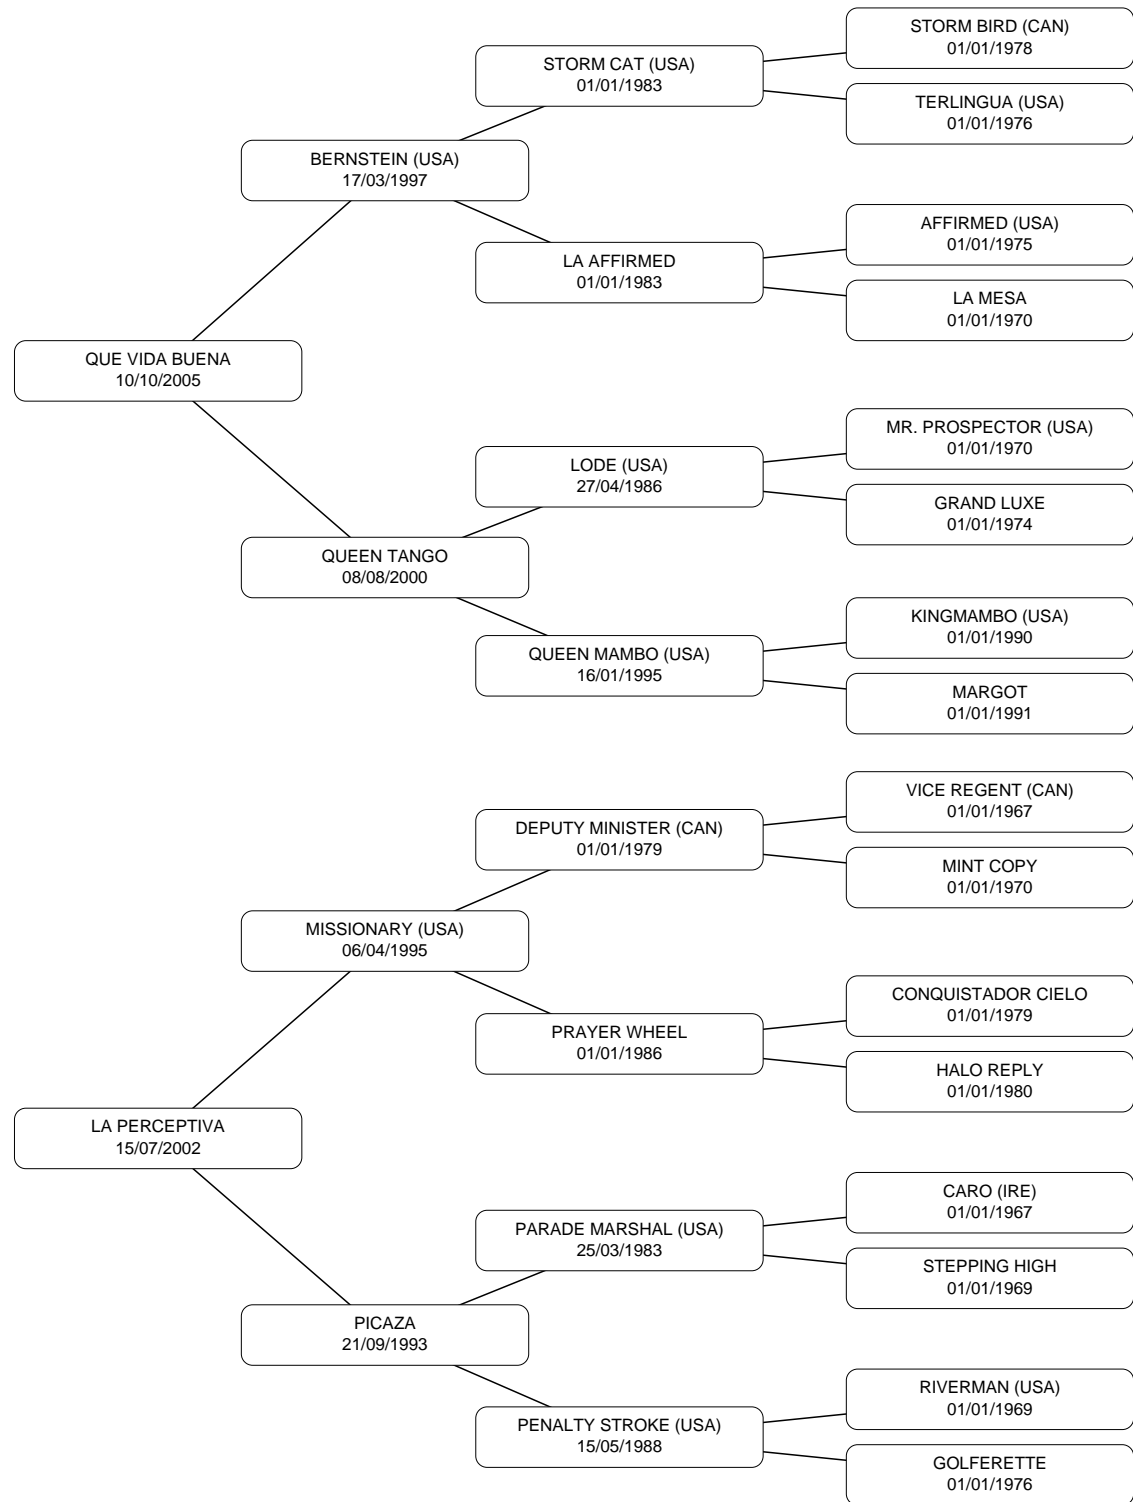 STORM BIRD (CAN)
01/01/1978
STORM CAT (USA)
01/01/1983
TERLINGUA (USA)
01/01/1976
BERNSTEIN (USA)
17/03/1997
AFFIRMED (USA)
01/01/1975
LA AFFIRMED
01/01/1983
LA MESA
01/01/1970
QUE VIDA BUENA
10/10/2005
MR. PROSPECTOR (USA)
01/01/1970
LODE (USA)
27/04/1986
GRAND LUXE
01/01/1974
QUEEN TANGO
08/08/2000
KINGMAMBO (USA)
01/01/1990
QUEEN MAMBO (USA)
16/01/1995
MARGOT
01/01/1991
VICE REGENT (CAN)
01/01/1967
DEPUTY MINISTER (CAN)
01/01/1979
MINT COPY
01/01/1970
MISSIONARY (USA)
06/04/1995
CONQUISTADOR CIELO
01/01/1979
PRAYER WHEEL
01/01/1986
HALO REPLY
01/01/1980
LA PERCEPTIVA
15/07/2002
CARO (IRE)
01/01/1967
PARADE MARSHAL (USA)
25/03/1983
STEPPING HIGH
01/01/1969
PICAZA
21/09/1993
RIVERMAN (USA)
01/01/1969
PENALTY STROKE (USA)
15/05/1988
GOLFERETTE
01/01/1976